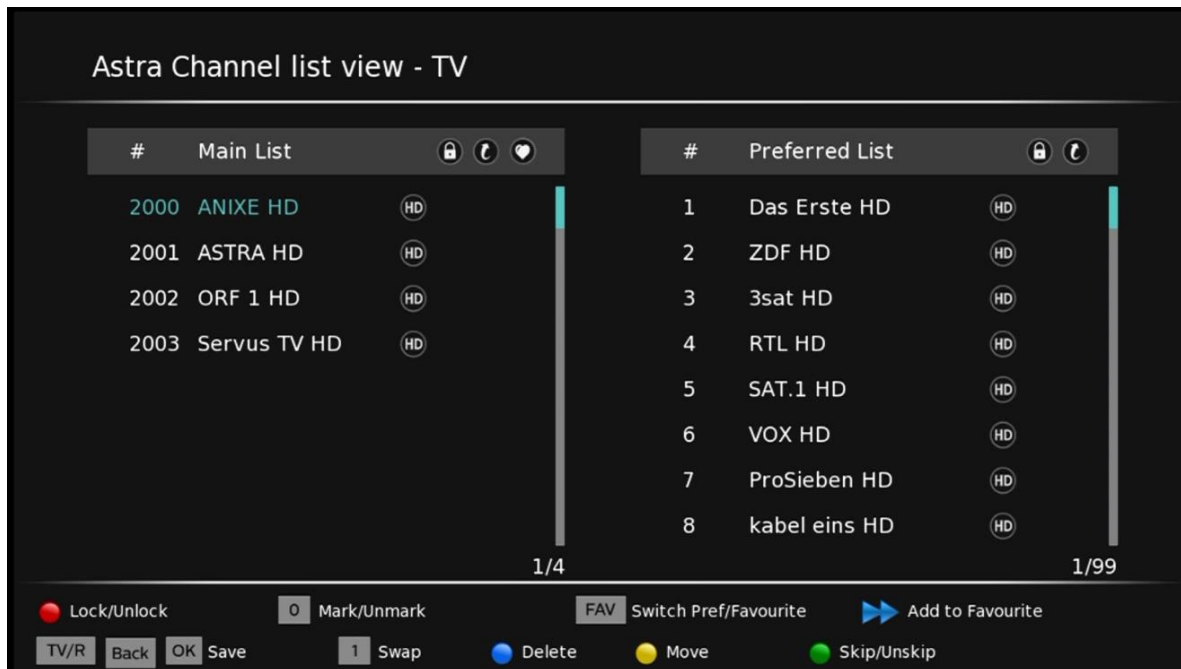 Astra Channel list view - TV
# Main List
2000 ANIXE HD HD
2001 ASTRA HD HD
2002 ORF 1 HD HD
2003 Servus TV HD HD
1/4
# Preferred List
1 Das Erste HD HD
2 ZDF HD HD
3 3sat HD HD
4 RTL HD HD
5 SAT.1 HD HD
6 VOX HD HD
7 ProSieben HD HD
8 kabel eins HD HD
1/99
Lock/Unlock 0 Mark/Unmark FAV Switch Pref/Favourite Add to Favourite
TV/R Back OK Save 1 Swap Delete Move Skip/Unskip